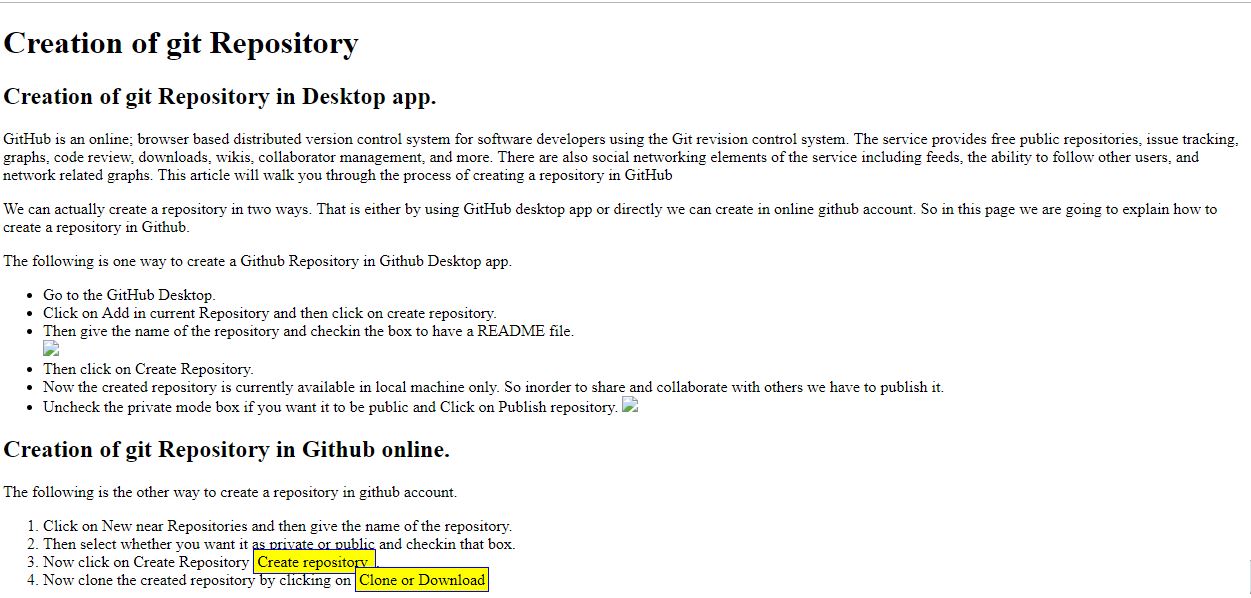 Creation of git Repository
Creation of git Repository in Desktop app.
GitHub is an online; browser based distributed version control system for software developers using the Git revision control system. The service provides free public repositories, issue tracking,
graphs, code review, downloads, wikis, collaborator management, and more. There are also social networking elements of the service including feeds, the ability to follow other users, and
network related graphs. This article will walk you through the process of creating a repository in GitHub
We can actually create a repository in two ways. That is either by using GitHub desktop app or directly we can create in online github account. So in this page we are going to explain how to
create a repository in Github.
The following is one way to create a Github Repository in Github Desktop app.
• Go to the GitHub Desktop.
• Click on Add in current Repository and then click on create repository.
• Then give the name of the repository and checkin the box to have a README file.
• Then click on Create Repository.
• Now the created repository is currently available in local machine only. So inorder to share and collaborate with others we have to publish it.
• Uncheck the private mode box if you want it to be public and Click on Publish repository.
Creation of git Repository in Github online.
The following is the other way to create a repository in github account.
1. Click on New near Repositories and then give the name of the repository.
2. Then select whether you want it as private or public and checkin that box.
3. Now click on Create Repository Create repository .
4. Now clone the created repository by clicking on Clone or Download